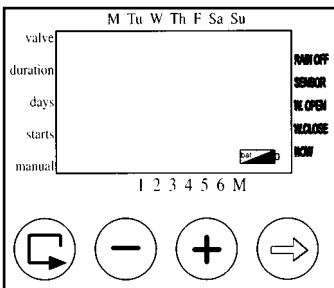 M Tu W Th F Sa Su
valve
duration
days
starts
manual
RAIN OFF
SENSOR
W. OPEN
W.CLOSE
NOW
bat
1 2 3 4 5 6 M